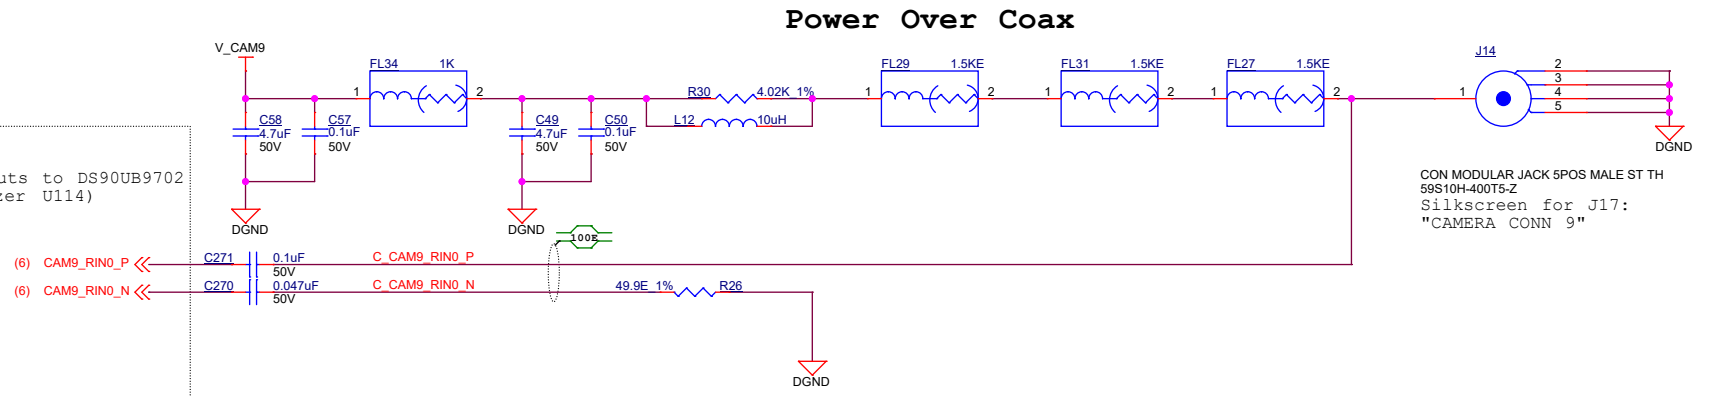 Power Over Coax
V_CAM9
FL34 1K
1 2
C58
4.7uF
50V
C57
0.1uF
50V
DGND
C49
4.7uF
50V
C50
0.1uF
50V
DGND
R30 4.02K_1%
L12 10uH
FL29 1.5KE
1 2
FL31 1.5KE
1 2
FL27 1.5KE
1 2
J14
1
2
3
4
5
DGND
CON MODULAR JACK 5POS MALE ST TH
59S10H-400T5-Z
Silkscreen for J17:
"CAMERA CONN 9"
uts to DS90UB9702
zer U114)
100E
(6) CAM9_RIN0_P C271 0.1uF C_CAM9_RIN0_P
50V
(6) CAM9_RIN0_N C270 0.047uF C_CAM9_RIN0_N 49.9E_1% R26
50V
DGND